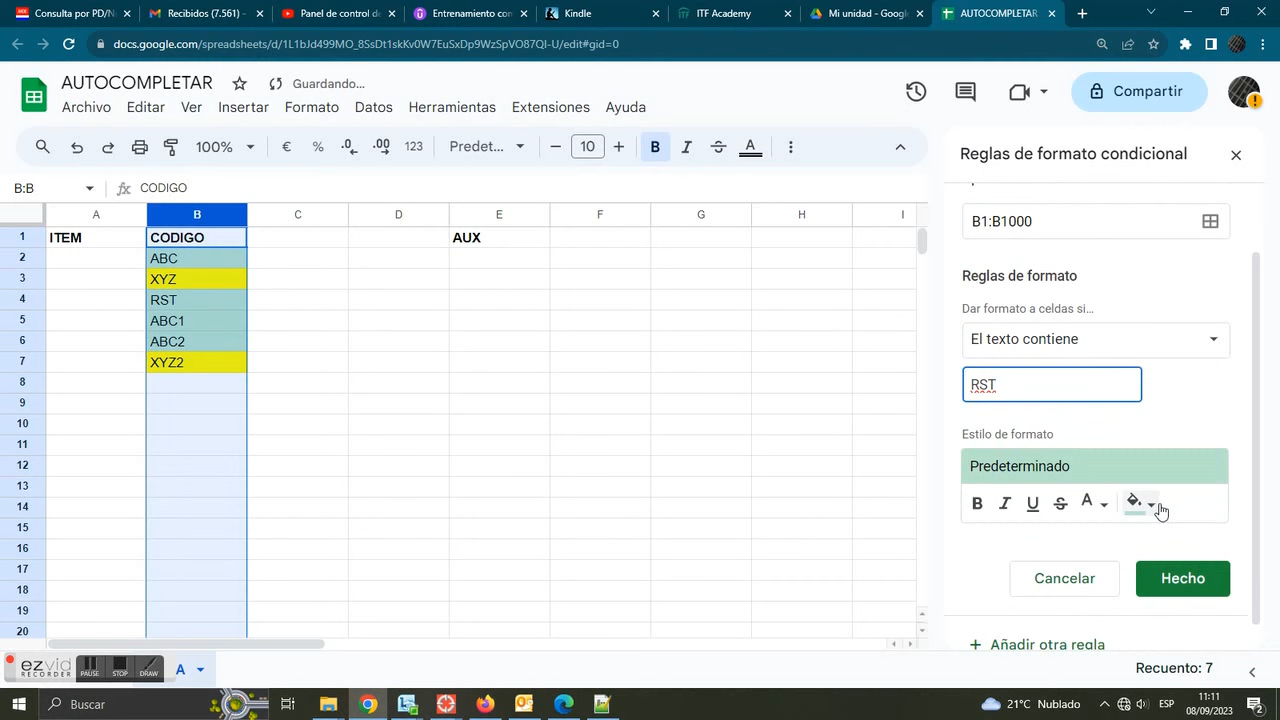 Consulta por PD/N
Recibidos (7.561) -
Panel de control de
Entrenamiento con
Kindle
ITF Academy
Mi unidad - Google
AUTOCOMPLETAR
docs.google.com/spreadsheets/d/1L1bJd499MO_8SsDt1skKv0W7EuSxDp9WzSpVO87QI-U/edit#gid=0
AUTOCOMPLETAR
Guardando...
Archivo Editar Ver Insertar Formato Datos Herramientas Extensiones Ayuda
Compartir
100% € % .0 .00 123 Predet... 10 B I S A
B:B fx CODIGO
A B C D E F G H I
1 ITEM CODIGO AUX
2 ABC
3 XYZ
4 RST
5 ABC1
6 ABC2
7 XYZ2
8
9
10
11
12
13
14
15
16
17
18
19
20
Reglas de formato condicional
B1:B1000
Reglas de formato
Dar formato a celdas si...
El texto contiene
RST
Estilo de formato
Predeterminado
B I U S A
Cancelar Hecho
+ Añadir otra regla
ezvid RECORDER PAUSE STOP DRAW A
Recuento: 7
Buscar
21°C Nublado
ESP
11:11
08/09/2023
2